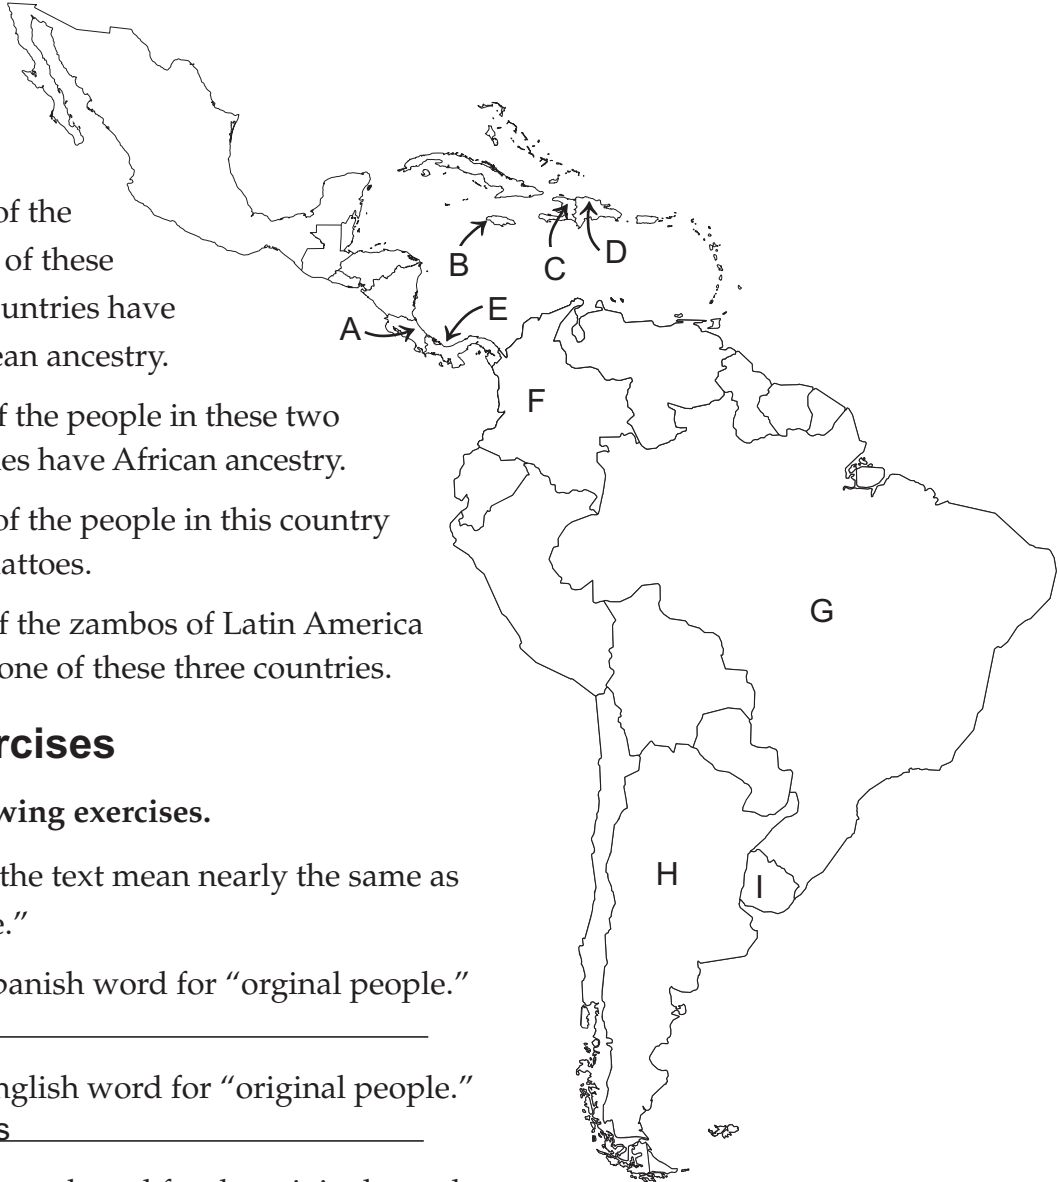 of the
of these
untries have
ean ancestry.
f the people in these two
es have African ancestry.
of the people in this country
attoes.
f the zambos of Latin America
one of these three countries.
rcises
wing exercises.
the text mean nearly the same as
e.”
panish word for “orginal people.”
nglish word for “original people.”
s
A
B
C
D
E
F
G
H
I